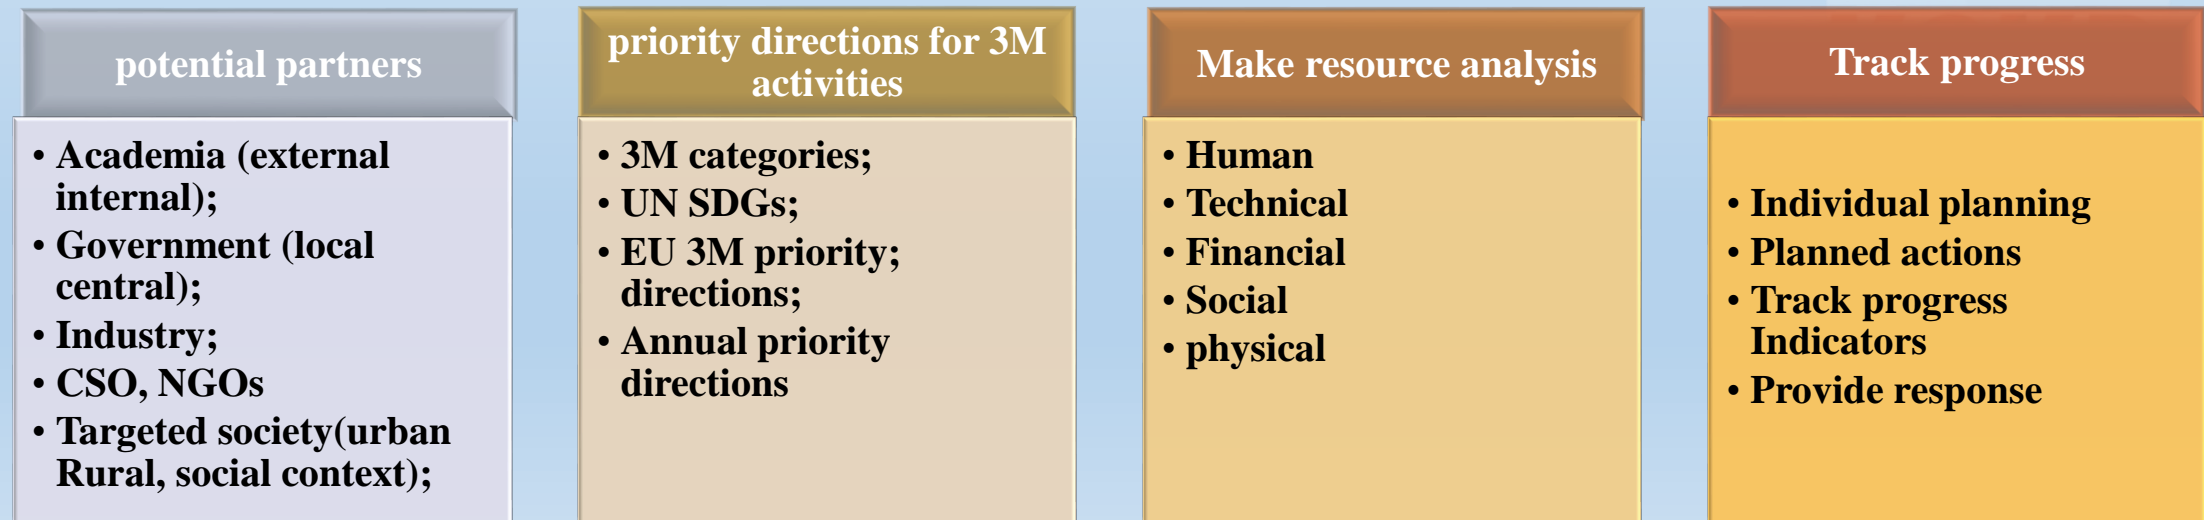 potential partners
• Academia (external
internal);
• Government (local
central);
• Industry;
• CSO, NGOs
• Targeted society(urban
Rural, social context);
priority directions for 3M
activities
• 3M categories;
• UN SDGs;
• EU 3M priority;
directions;
• Annual priority
directions
Make resource analysis
• Human
• Technical
• Financial
• Social
• physical
Track progress
• Individual planning
• Planned actions
• Track progress
Indicators
• Provide response